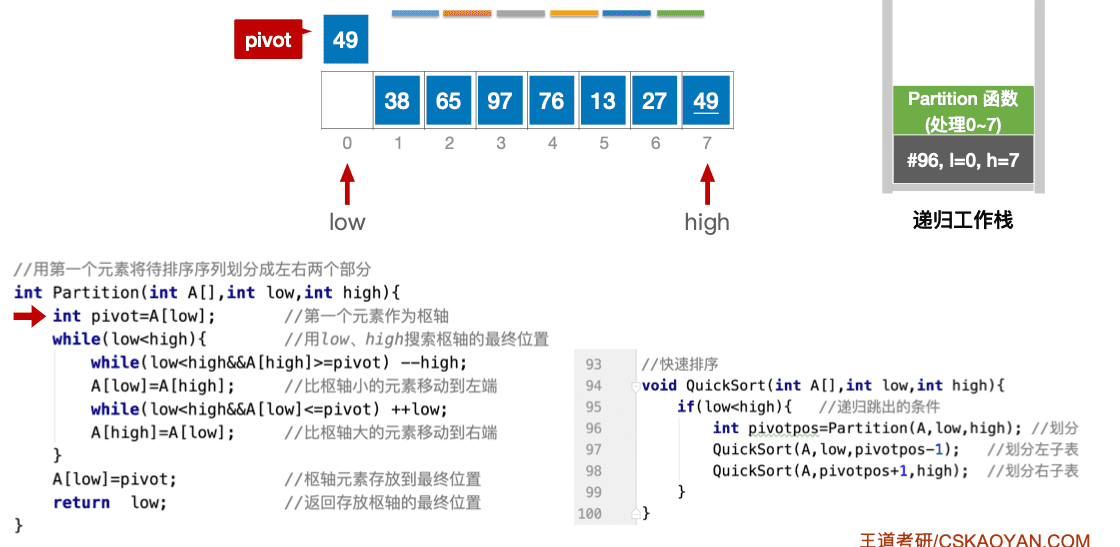 pivot 49
38 65 97 76 13 27 49
0 1 2 3 4 5 6 7
low high
Partition 函数
(处理0~7)
#96, l=0, h=7
递归工作栈
//用第一个元素将待排序序列划分成左右两个部分
int Partition(int A[],int low,int high){
int pivot=A[low]; //第一个元素作为枢轴
while(low<high){ //用low、high搜索枢轴的最终位置
while(low<high&&A[high]>=pivot) --high;
A[low]=A[high]; //比枢轴小的元素移动到左端
while(low<high&&A[low]<=pivot) ++low;
A[high]=A[low]; //比枢轴大的元素移动到右端
}
A[low]=pivot; //枢轴元素存放到最终位置
return low; //返回存放枢轴的最终位置
}
93 //快速排序
94 void QuickSort(int A[],int low,int high){
95 if(low<high){ //递归跳出的条件
96 int pivotpos=Partition(A,low,high); //划分
97 QuickSort(A,low,pivotpos-1); //划分左子表
98 QuickSort(A,pivotpos+1,high); //划分右子表
99 }
100 }
王道考研/CSKAOYAN.COM